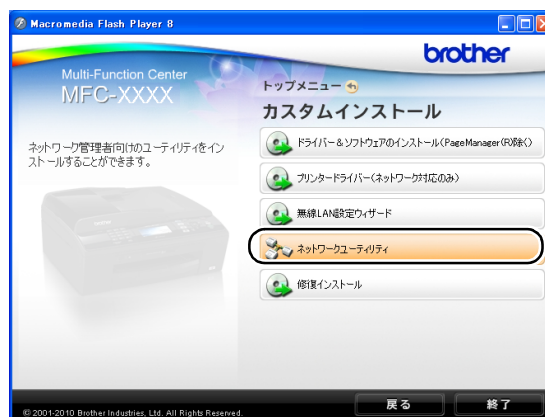 Macromedia Flash Player 8
brother
Multi-Function Center
MFC-XXXX
トップメニュー
カスタムインストール
ネットワーク管理者向けのユーティリティをイン
ストールすることができます。
ドライバー＆ソフトウェアのインストール(PageManager(R)除く)
プリンタードライバー(ネットワーク対応のみ)
無線LAN設定ウィザード
ネットワークユーティリティ
修復インストール
戻る
終了
© 2001-2010 Brother Industries, Ltd. All Rights Reserved.